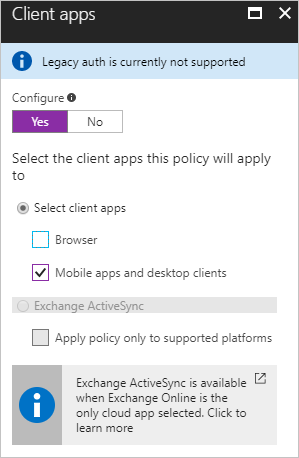 Client apps
Legacy auth is currently not supported
Configure
Yes No
Select the client apps this policy will apply
to
Select client apps
Browser
Mobile apps and desktop clients
Exchange ActiveSync
Apply policy only to supported platforms
Exchange ActiveSync is available
when Exchange Online is the
only cloud app selected. Click to
learn more